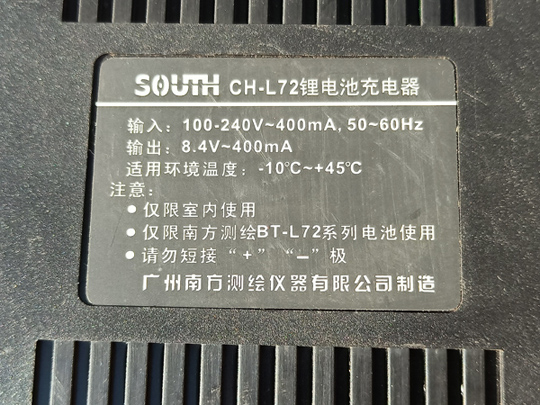 SOUTH CH-L72锂电池充电器
输入：100-240V~400mA, 50~60Hz
输出：8.4V~400mA
适用环境温度：-10℃~+45℃
注意：
● 仅限室内使用
● 仅限南方测绘BT-L72系列电池使用
● 请勿短接“+”“–”极
广州南方测绘仪器有限公司制造